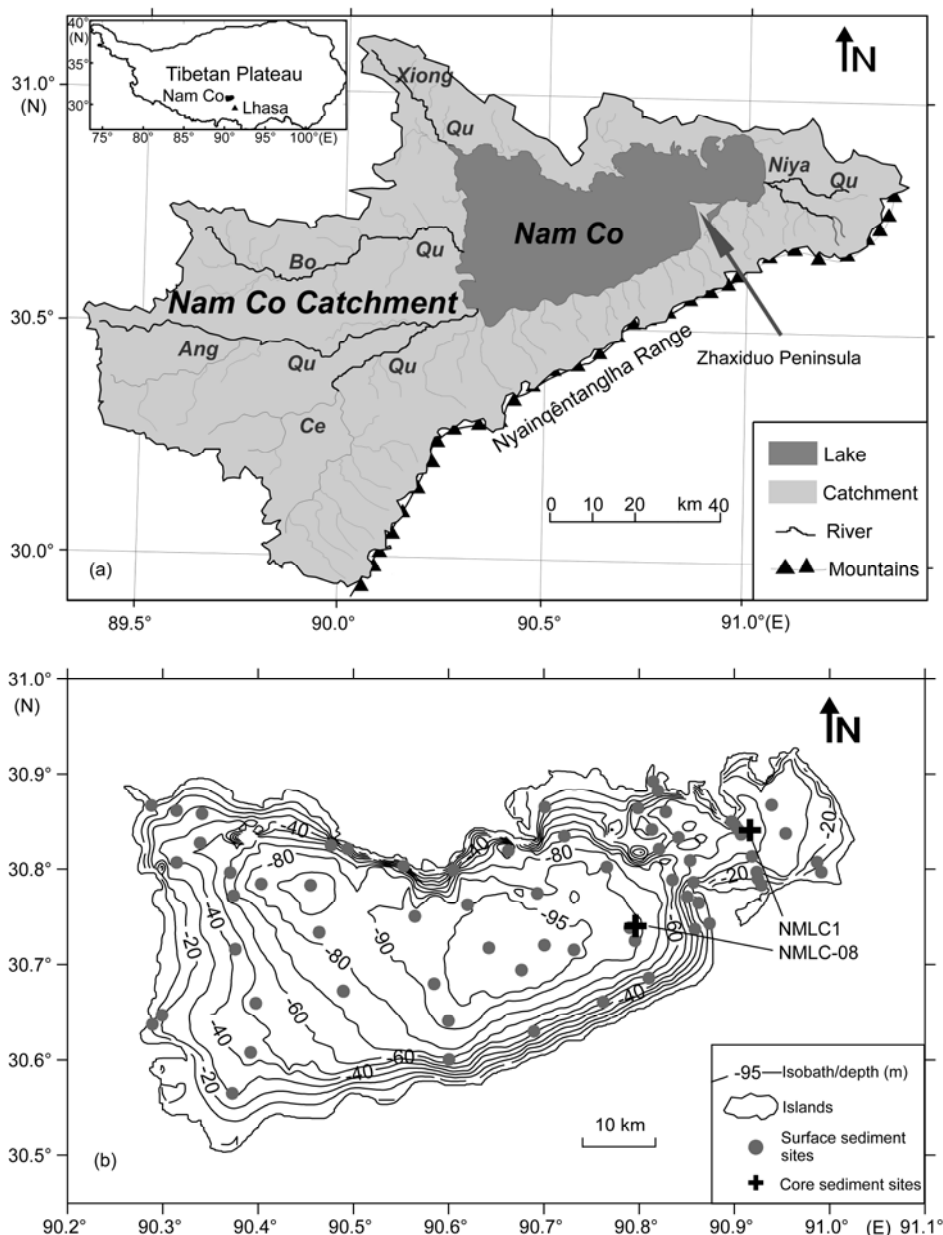 40°
(N)
35°
30°
Tibetan Plateau
Nam Co
Lhasa
75°
80°
85°
90°
95°
100°(E)
N
31.0°
(N)
30.5°
30.0°
Xiong
Qu
Niya
Qu
Nam Co
Bo
Qu
Nam Co Catchment
Ang
Qu
Qu
Ce
Zhaxiduo Peninsula
Nyainqêntanglha Range
0 10 20 km 40
Lake
Catchment
River
Mountains
(a)
89.5°
90.0°
90.5°
91.0°(E)
31.0°
(N)
30.9°
30.8°
30.7°
30.6°
30.5°
N
-40
-80
-40
-80
-20
-20
-95
-90
-60
-40
-20
-80
-60
-40
-40
-20
-60
-40
NMLC1
NMLC-08
-95 Isobath/depth (m)
Islands
Surface sediment
sites
Core sediment sites
10 km
(b)
90.2° 90.3° 90.4° 90.5° 90.6° 90.7° 90.8° 90.9° 91.0° 91.1°
(E)